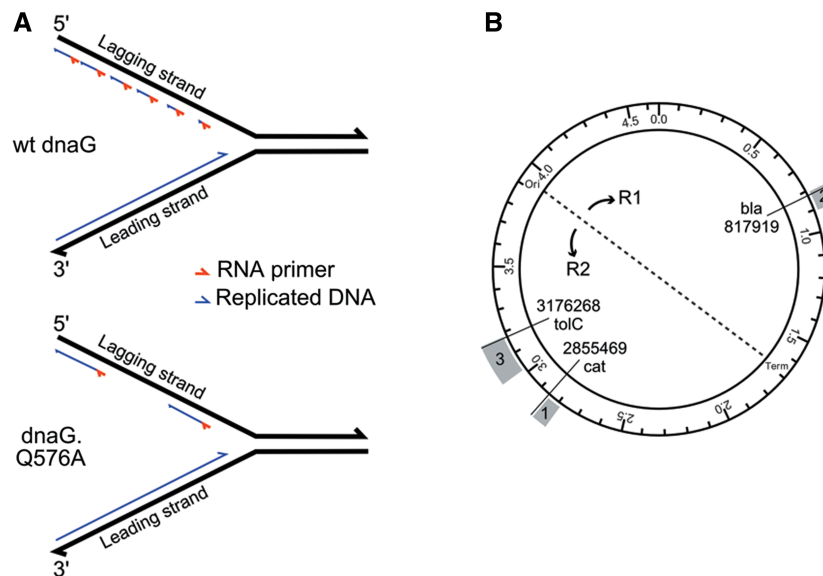 A
5'
Lagging strand
wt dnaG
Leading strand
3'
RNA primer
Replicated DNA
5'
Lagging strand
dnaG.
Q576A
Leading strand
3'
B
4.5
0.0
0.5
Ori
4.0
R1
bla
817919
2
1.0
R2
3.5
3176268
tolC
2855469
cat
1.5
Term
3
3.0
1
2.5
2.0